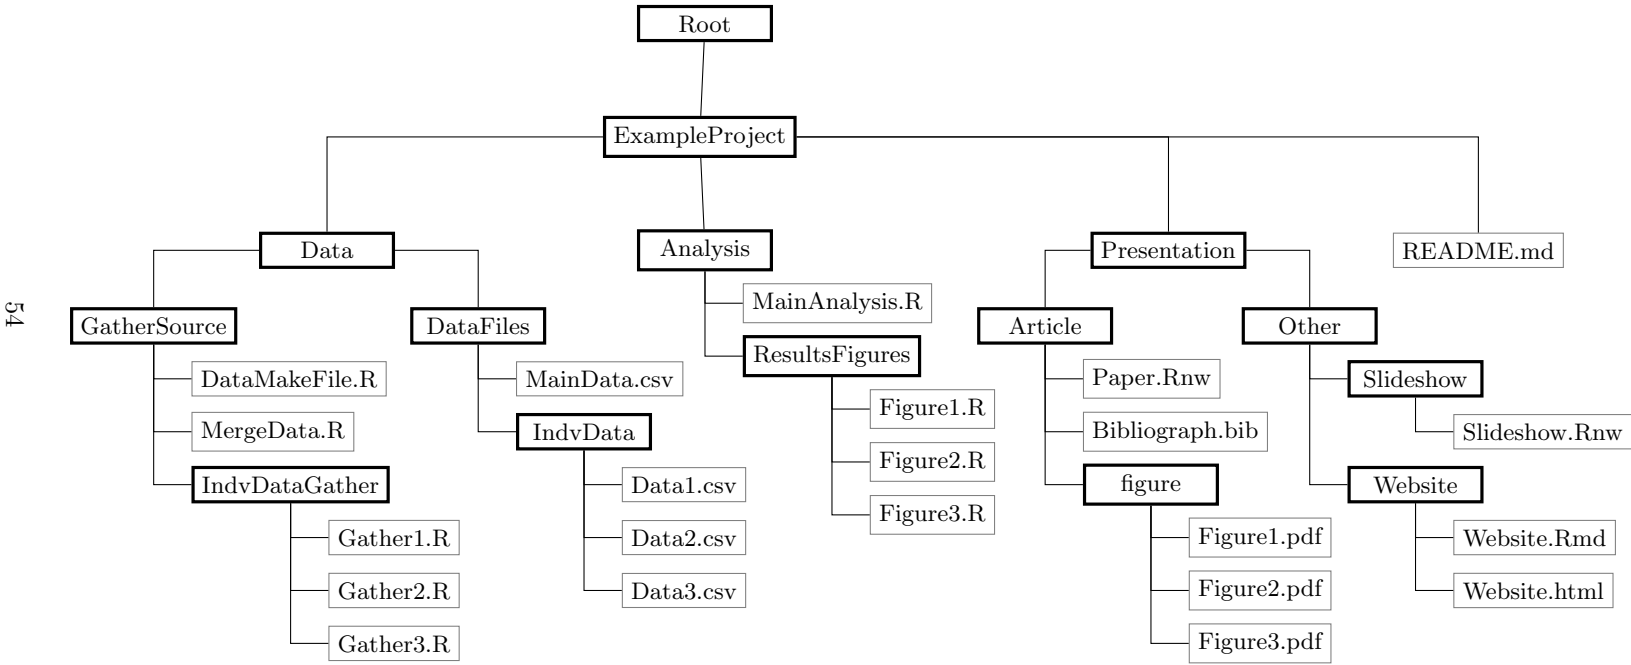 Root
ExampleProject
Data
Analysis
Presentation
README.md
GatherSource
DataFiles
MainAnalysis.R
Article
Other
ResultsFigures
DataMakeFile.R
MainData.csv
Paper.Rnw
Slideshow
Figure1.R
MergeData.R
IndvData
Bibliograph.bib
Slideshow.Rnw
Figure2.R
IndvDataGather
Data1.csv
figure
Website
Figure3.R
Gather1.R
Data2.csv
Figure1.pdf
Website.Rmd
Gather2.R
Data3.csv
Figure2.pdf
Website.html
Gather3.R
Figure3.pdf
54